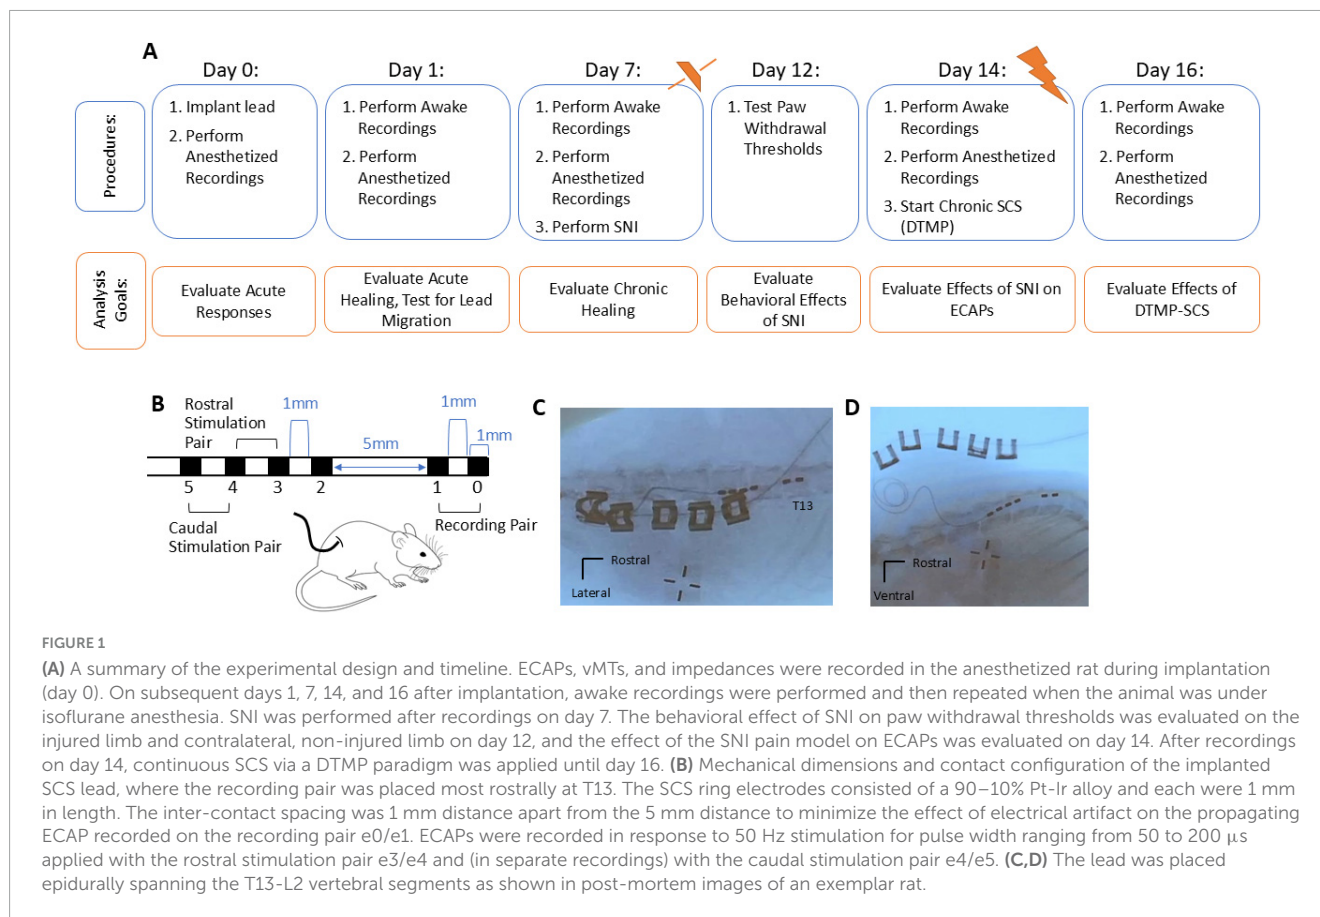 A
Day 0:
Day 1:
Day 7:
Day 12:
Day 14:
Day 16:
Procedures:
1. Implant lead
2. Perform
Anesthetized
Recordings
1. Perform Awake
Recordings
2. Perform
Anesthetized
Recordings
1. Perform Awake
Recordings
2. Perform
Anesthetized
Recordings
3. Perform SNI
1. Test Paw
Withdrawal
Thresholds
1. Perform Awake
Recordings
2. Perform Anesthetized
Recordings
3. Start Chronic SCS
(DTMP)
1. Perform Awake
Recordings
2. Perform
Anesthetized
Recordings
Analysis
Goals:
Evaluate Acute
Responses
Evaluate Acute
Healing, Test for Lead
Migration
Evaluate Chronic
Healing
Evaluate
Behavioral Effects
of SNI
Evaluate Effects of SNI on
ECAPs
Evaluate Effects of
DTMP-SCS
B
Rostral
Stimulation
Pair
1mm
5mm
1mm
1mm
5 4 3 2 1 0
Caudal
Stimulation Pair
Recording Pair
C
T13
Rostral
Lateral
D
Rostral
Ventral
FIGURE 1
(A) A summary of the experimental design and timeline. ECAPs, vMTs, and impedances were recorded in the anesthetized rat during implantation
(day 0). On subsequent days 1, 7, 14, and 16 after implantation, awake recordings were performed and then repeated when the animal was under
isoflurane anesthesia. SNI was performed after recordings on day 7. The behavioral effect of SNI on paw withdrawal thresholds was evaluated on the
injured limb and contralateral, non-injured limb on day 12, and the effect of the SNI pain model on ECAPs was evaluated on day 14. After recordings
on day 14, continuous SCS via a DTMP paradigm was applied until day 16. (B) Mechanical dimensions and contact configuration of the implanted
SCS lead, where the recording pair was placed most rostrally at T13. The SCS ring electrodes consisted of a 90–10% Pt-Ir alloy and each were 1 mm
in length. The inter-contact spacing was 1 mm distance apart from the 5 mm distance to minimize the effect of electrical artifact on the propagating
ECAP recorded on the recording pair e0/e1. ECAPs were recorded in response to 50 Hz stimulation for pulse width ranging from 50 to 200 μs
applied with the rostral stimulation pair e3/e4 and (in separate recordings) with the caudal stimulation pair e4/e5. (C,D) The lead was placed
epidurally spanning the T13-L2 vertebral segments as shown in post-mortem images of an exemplar rat.